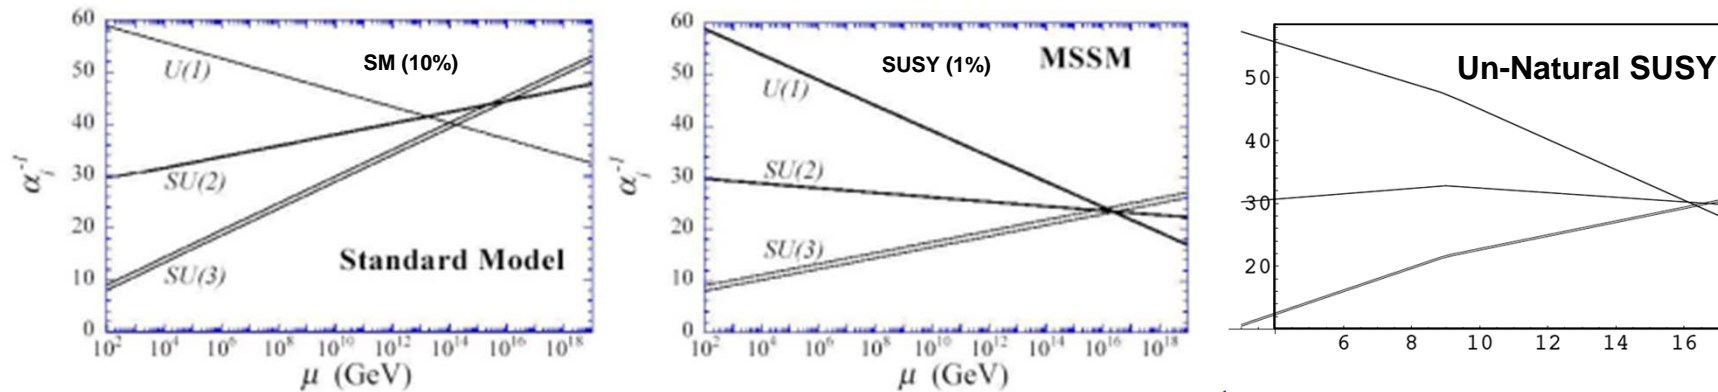 60
50
40
30
20
10
0
α_i^{-1}
U(1)
SM (10%)
SU(2)
SU(3)
Standard Model
10^2 10^4 10^6 10^8 10^10 10^12 10^14 10^16 10^18
μ (GeV)
60
50
40
30
20
10
0
α_i^{-1}
SUSY (1%)
MSSM
U(1)
SU(2)
SU(3)
10^2 10^4 10^6 10^8 10^10 10^12 10^14 10^16 10^18
μ (GeV)
Un-Natural SUSY
50
40
30
20
6 8 10 12 14 16